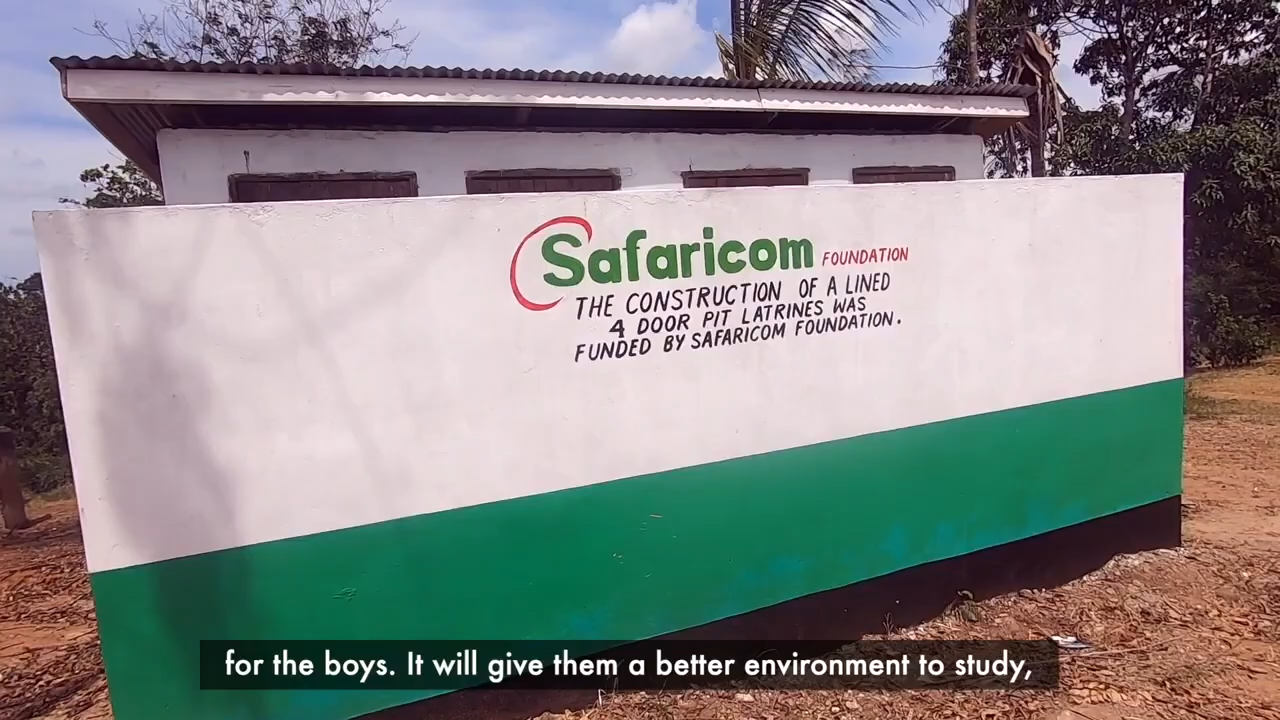 Safaricom FOUNDATION
THE CONSTRUCTION OF A LINED
4 DOOR PIT LATRINES WAS
FUNDED BY SAFARICOM FOUNDATION.
for the boys. It will give them a better environment to study,